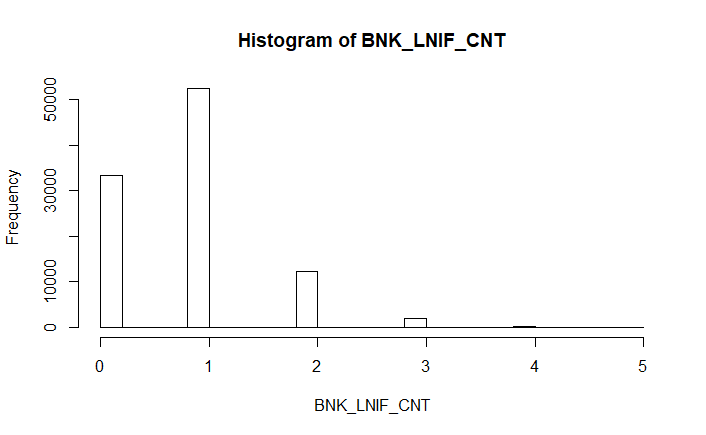 Histogram of BNK_LNIF_CNT
Frequency
50000
30000
10000
0
0 1 2 3 4 5
BNK_LNIF_CNT